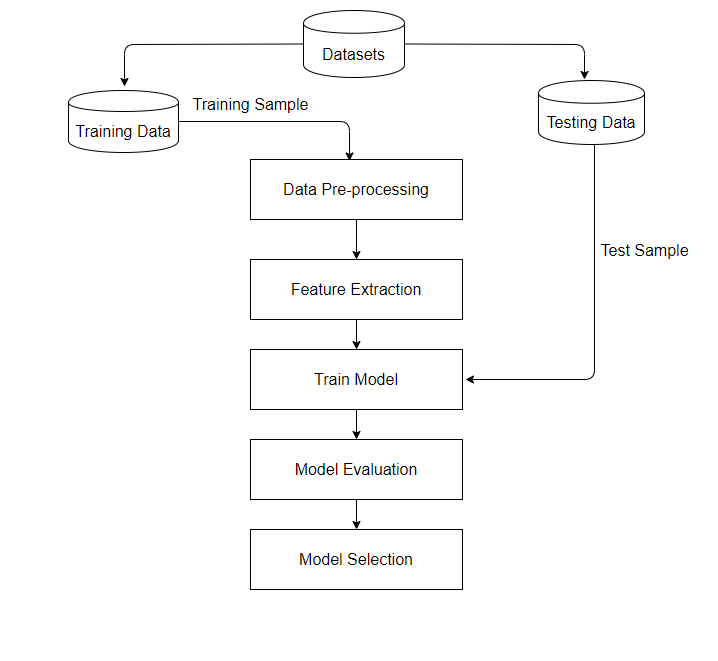 Datasets
Training Data
Training Sample
Testing Data
Data Pre-processing
Test Sample
Feature Extraction
Train Model
Model Evaluation
Model Selection